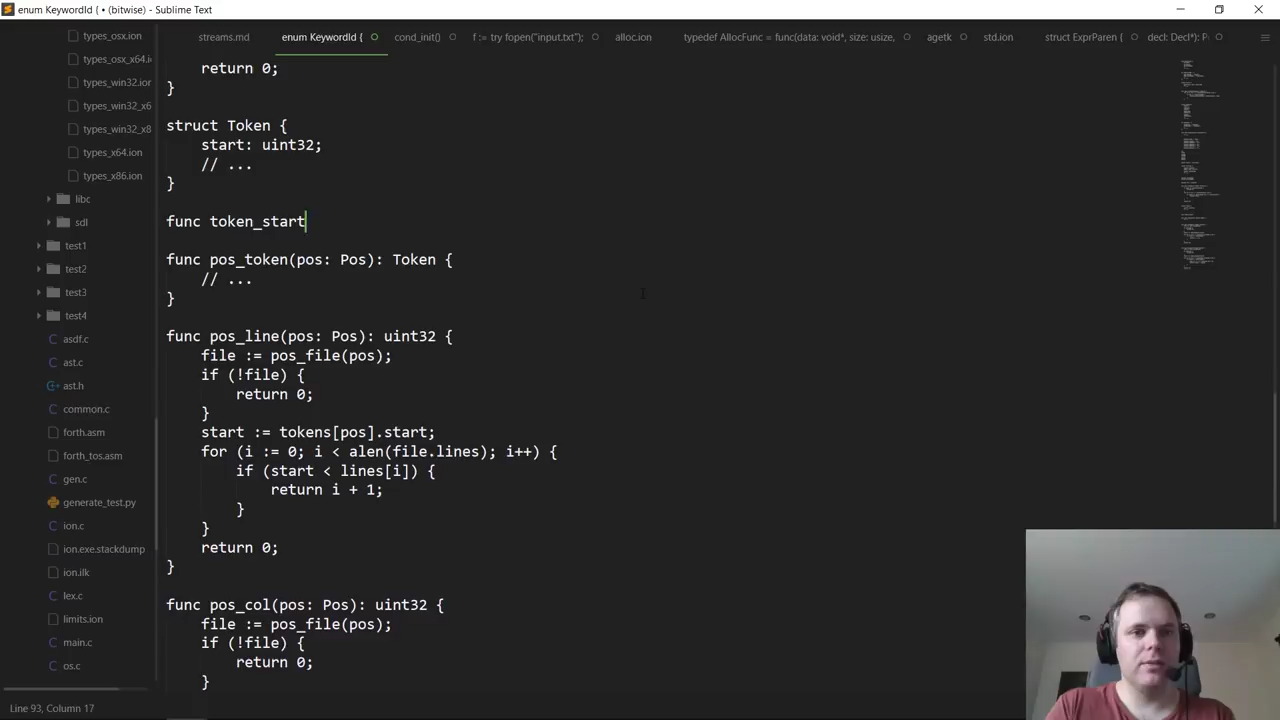 enum KeywordId { • (bitwise) - Sublime Text
streams.md
enum KeywordId {
cond_init()
f := try fopen("input.txt");
alloc.ion
typedef AllocFunc = func(data: void*, size: usize,
agetk
std.ion
struct ExprParen {
decl: Decl*): P
types_osx.ion
types_osx_x64.i
types_win32.ion
types_win32_x6
types_win32_x8
types_x64.ion
types_x86.ion
libc
sdl
test1
test2
test3
test4
asdf.c
ast.c
ast.h
common.c
forth.asm
forth_tos.asm
gen.c
generate_test.py
ion.c
ion.exe.stackdump
ion.ilk
lex.c
limits.ion
main.c
os.c
return 0;
}
struct Token {
start: uint32;
// ...
}
func token_start
func pos_token(pos: Pos): Token {
// ...
}
func pos_line(pos: Pos): uint32 {
file := pos_file(pos);
if (!file) {
return 0;
}
start := tokens[pos].start;
for (i := 0; i < alen(file.lines); i++) {
if (start < lines[i]) {
return i + 1;
}
}
return 0;
}
func pos_col(pos: Pos): uint32 {
file := pos_file(pos);
if (!file) {
return 0;
}
Line 93, Column 17